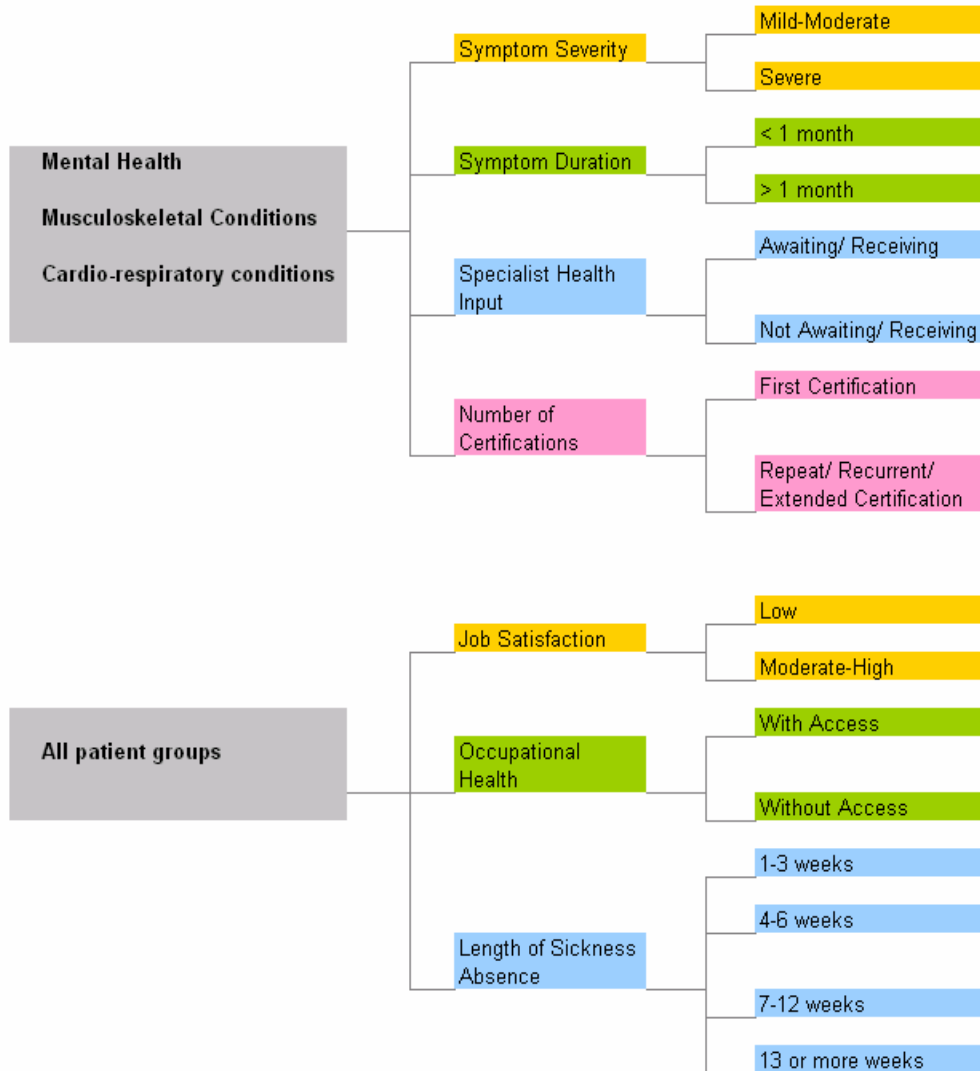 Mild-Moderate
Symptom Severity
Severe
< 1 month
Mental Health
Symptom Duration
> 1 month
Musculoskeletal Conditions
Awaiting/ Receiving
Cardio-respiratory conditions
Specialist Health
Input
Not Awaiting/ Receiving
First Certification
Number of
Certifications
Repeat/ Recurrent/
Extended Certification
Low
Job Satisfaction
Moderate-High
With Access
All patient groups
Occupational
Health
Without Access
1-3 weeks
4-6 weeks
Length of Sickness
Absence
7-12 weeks
13 or more weeks